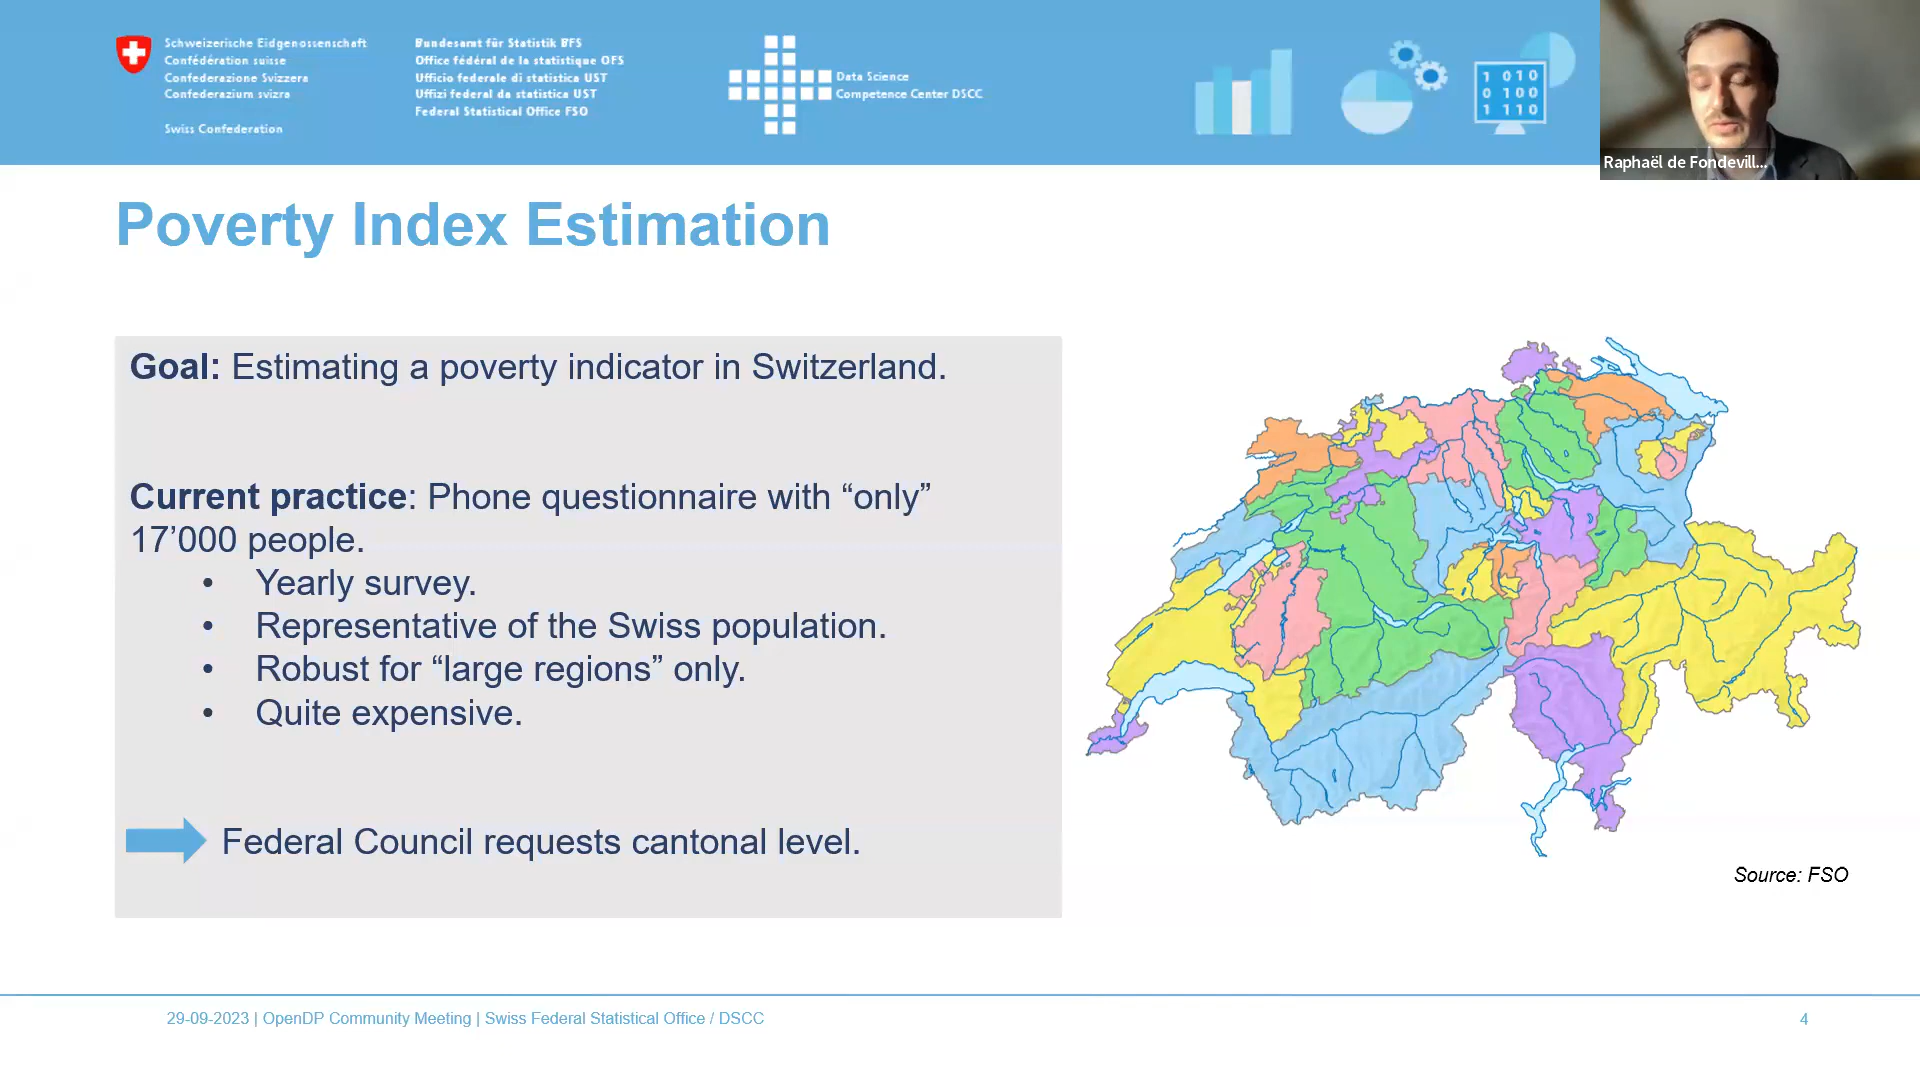 Schweizerische Eidgenossenschaft
Confédération suisse
Confederazione Svizzera
Confederaziun svizra
Swiss Confederation
Bundesamt für Statistik BFS
Office fédéral de la statistique OFS
Ufficio federale di statistica UST
Uffizi federal da statistica UST
Federal Statistical Office FSO
Data Science
Competence Center DSCC
1 010
0 100
1 110
Raphaël de Fondevill...
Poverty Index Estimation
Goal: Estimating a poverty indicator in Switzerland.
Current practice: Phone questionnaire with “only”
17’000 people.
• Yearly survey.
• Representative of the Swiss population.
• Robust for “large regions” only.
• Quite expensive.
Federal Council requests cantonal level.
Source: FSO
29-09-2023 | OpenDP Community Meeting | Swiss Federal Statistical Office / DSCC
4